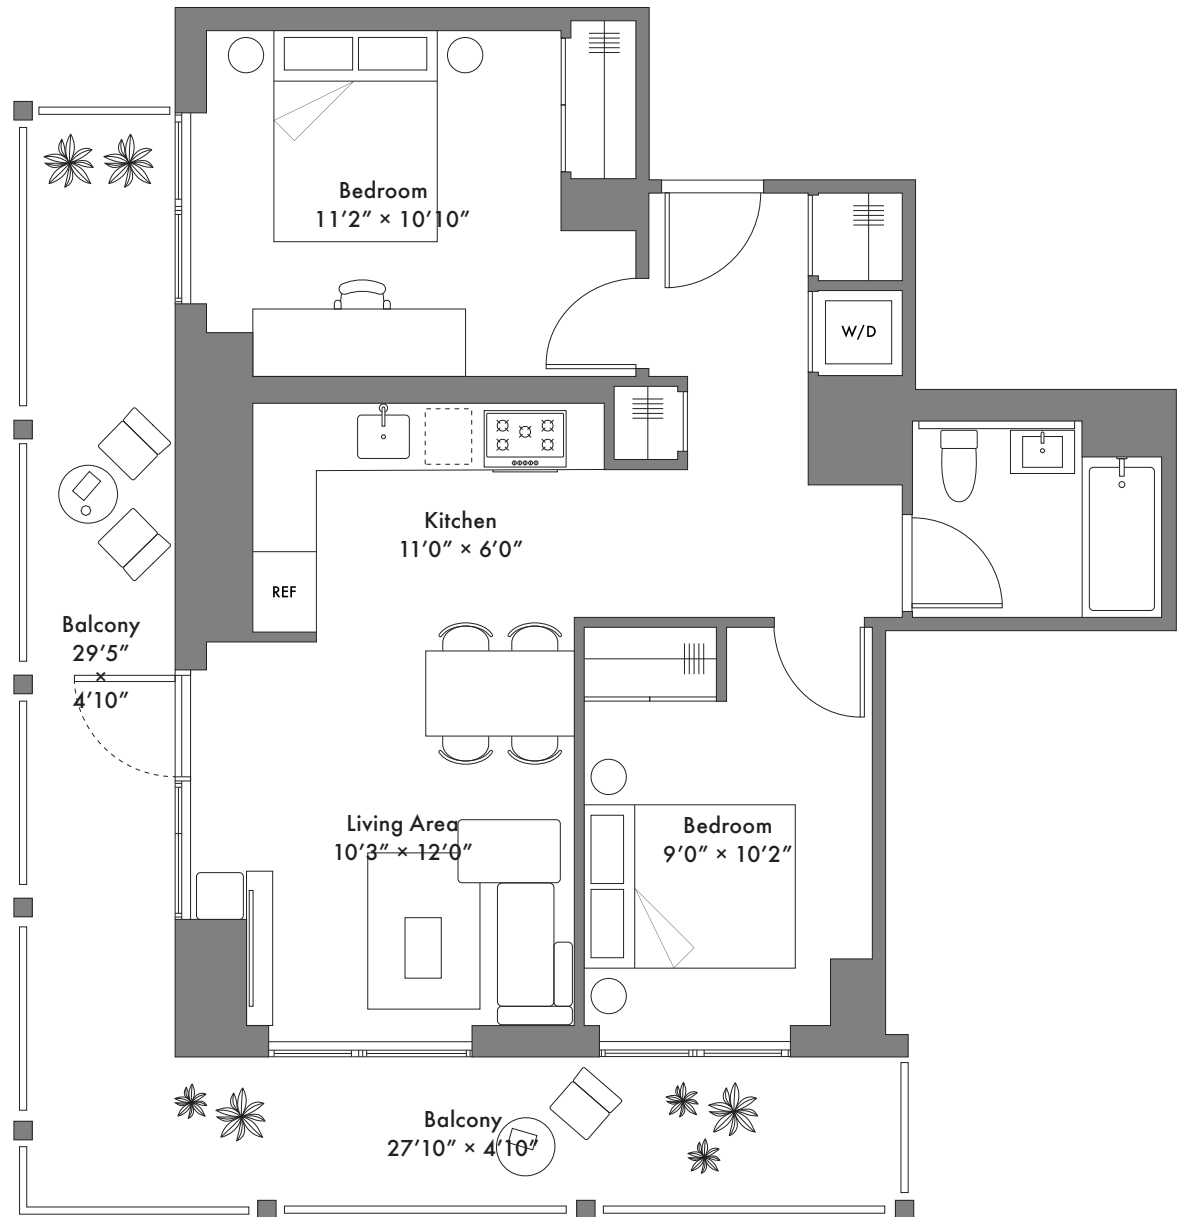 Bedroom
11’2” × 10’10”
W/D
Kitchen
11’0” × 6’0”
REF
Balcony
29’5”
×
4’10”
Living Area
10’3” × 12’0”
Bedroom
9’0” × 10’2”
Balcony
27’10” × 4’10”